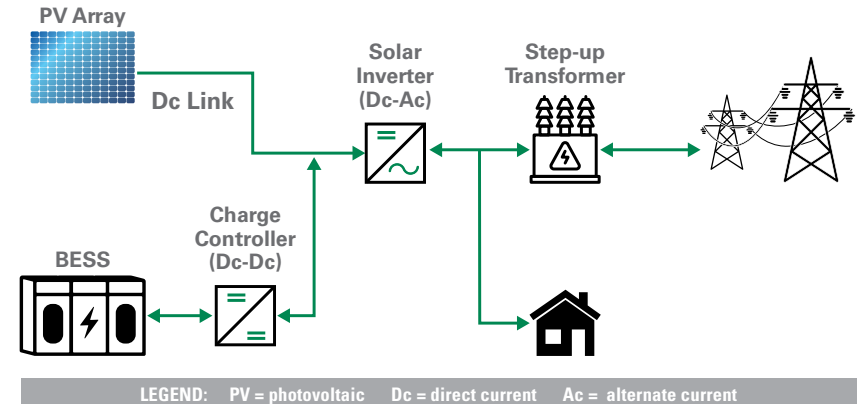 PV Array
Dc Link
Solar
Inverter
(Dc-Ac)
Step-up
Transformer
Charge
Controller
(Dc-Dc)
BESS
LEGEND: PV = photovoltaic Dc = direct current Ac = alternate current